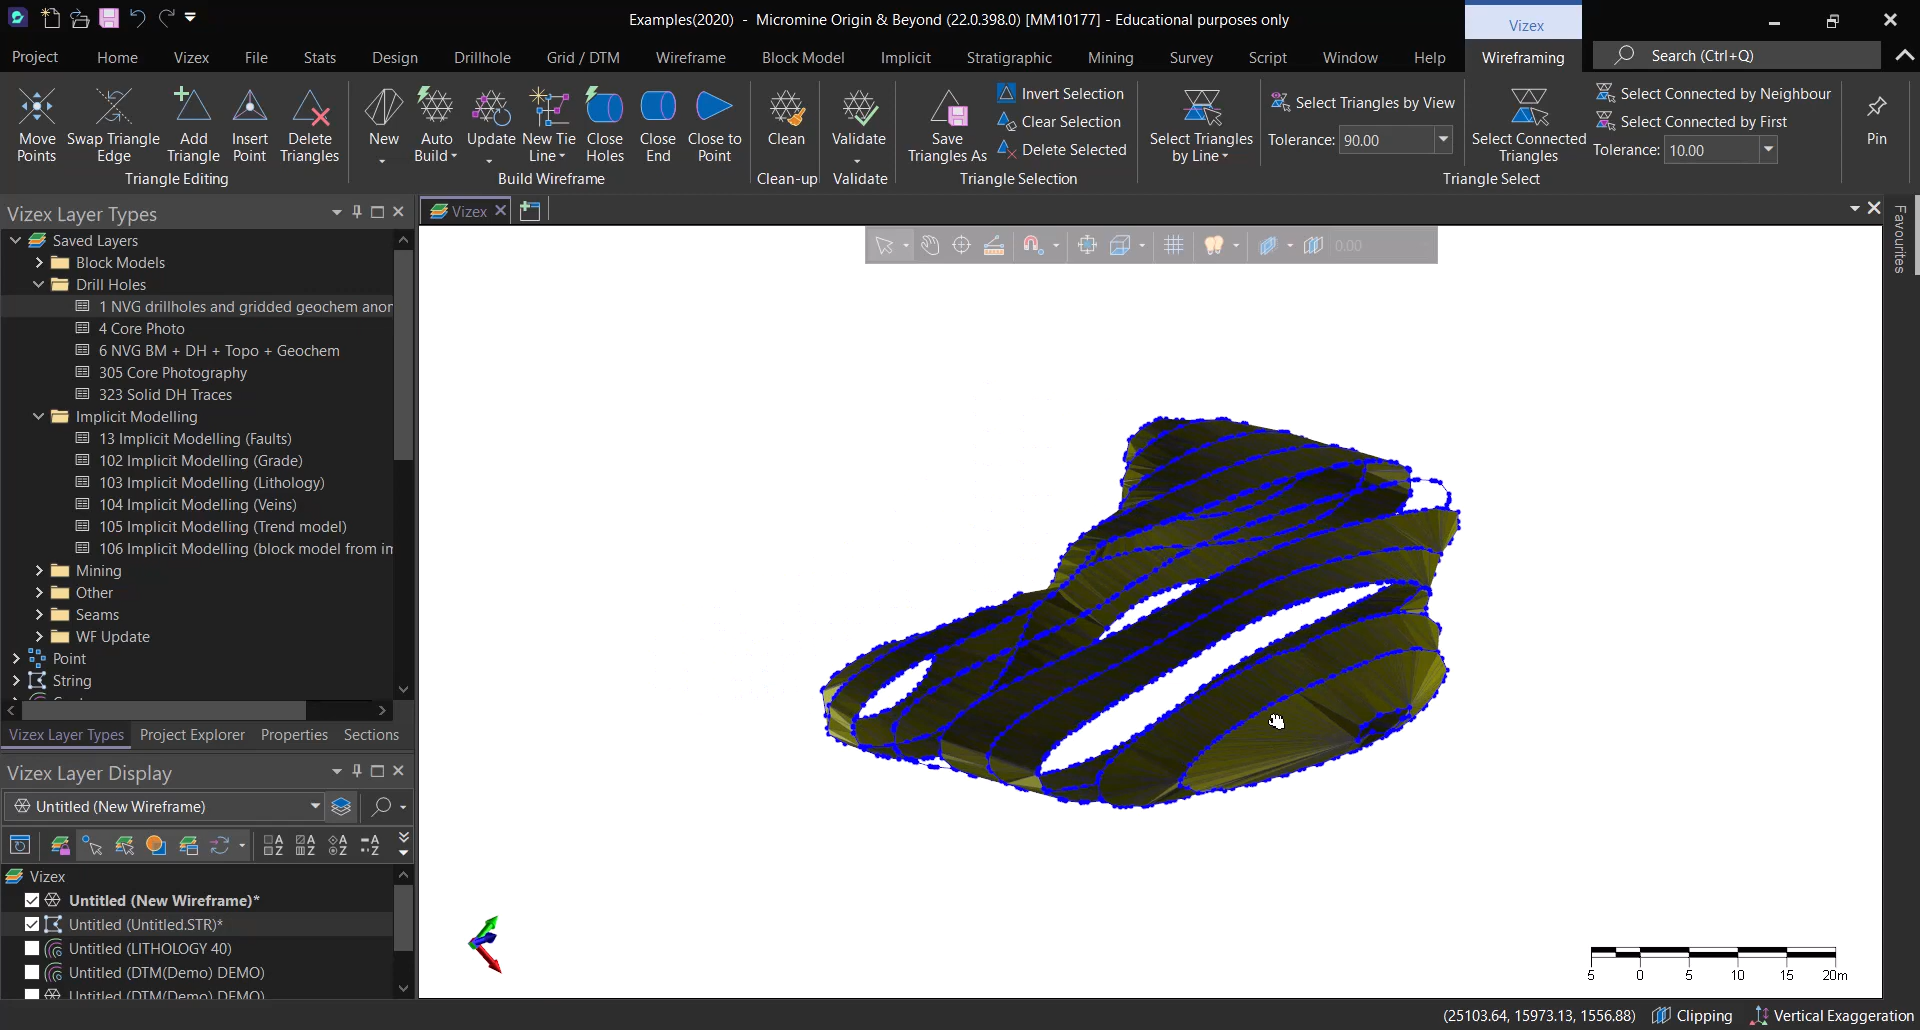 Examples(2020) - Micromine Origin & Beyond (22.0.398.0) [MM10177] - Educational purposes only
Vizex
Project Home Vizex File Stats Design Drillhole Grid / DTM Wireframe Block Model Implicit Stratigraphic Mining Survey Script Window Help Wireframing Search (Ctrl+Q)
Move Points
Swap Triangle Edge
Add Triangle
Insert Point
Delete Triangles
Triangle Editing
New
Auto Build
Update
New Tie Line
Close Holes
Close End
Close to Point
Build Wireframe
Clean
Clean-up
Validate
Validate
Save Triangles As
Invert Selection
Clear Selection
Delete Selected
Triangle Selection
Select Triangles by Line
Select Triangles by View
Tolerance: 90.00
Select Connected Triangles
Select Connected by Neighbour
Select Connected by First
Tolerance: 10.00
Triangle Select
Pin
Vizex Layer Types
Saved Layers
Block Models
Drill Holes
1 NVG drillholes and gridded geochem anor
4 Core Photo
6 NVG BM + DH + Topo + Geochem
305 Core Photography
323 Solid DH Traces
Implicit Modelling
13 Implicit Modelling (Faults)
102 Implicit Modelling (Grade)
103 Implicit Modelling (Lithology)
104 Implicit Modelling (Veins)
105 Implicit Modelling (Trend model)
106 Implicit Modelling (block model from in
Mining
Other
Seams
WF Update
Point
String
Vizex Layer Types Project Explorer Properties Sections
Vizex Layer Display
Untitled (New Wireframe)
Vizex
Untitled (New Wireframe)*
Untitled (Untitled.STR)*
Untitled (LITHOLOGY 40)
Untitled (DTM(Demo) DEMO)
Untitled (DTM(Demo) DEMO)
Vizex
0.00
Favourites
5 0 5 10 15 20m
(25103.64, 15973.13, 1556.88) Clipping Vertical Exaggeration